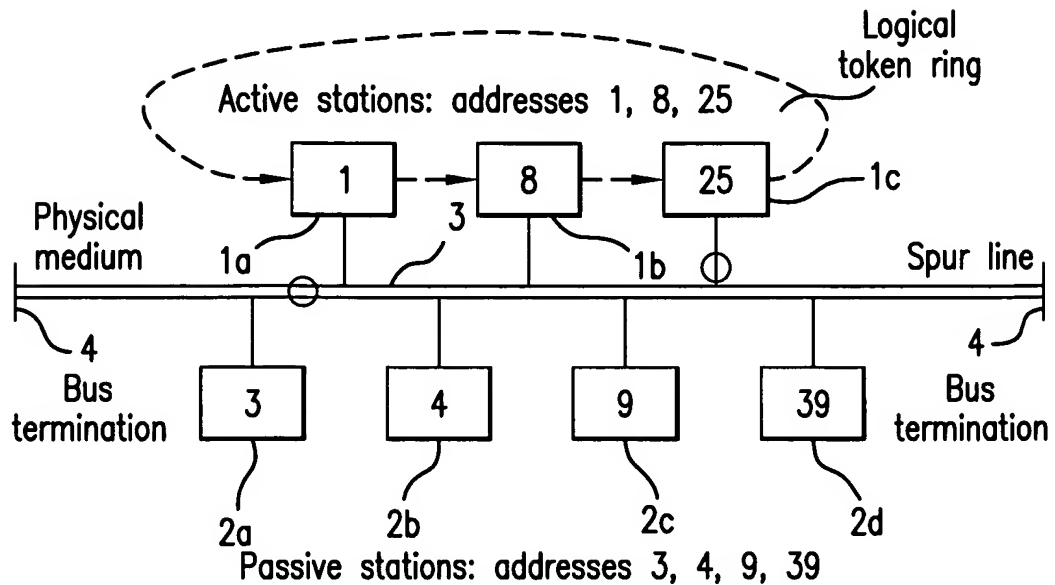 Logical
token ring
Active stations: addresses 1, 8, 25
1
8
25
1c
Physical
medium
1a
3
1b
Spur line
4
4
Bus
termination
3
4
9
39
Bus
termination
2a
2b
2c
2d
Passive stations: addresses 3, 4, 9, 39